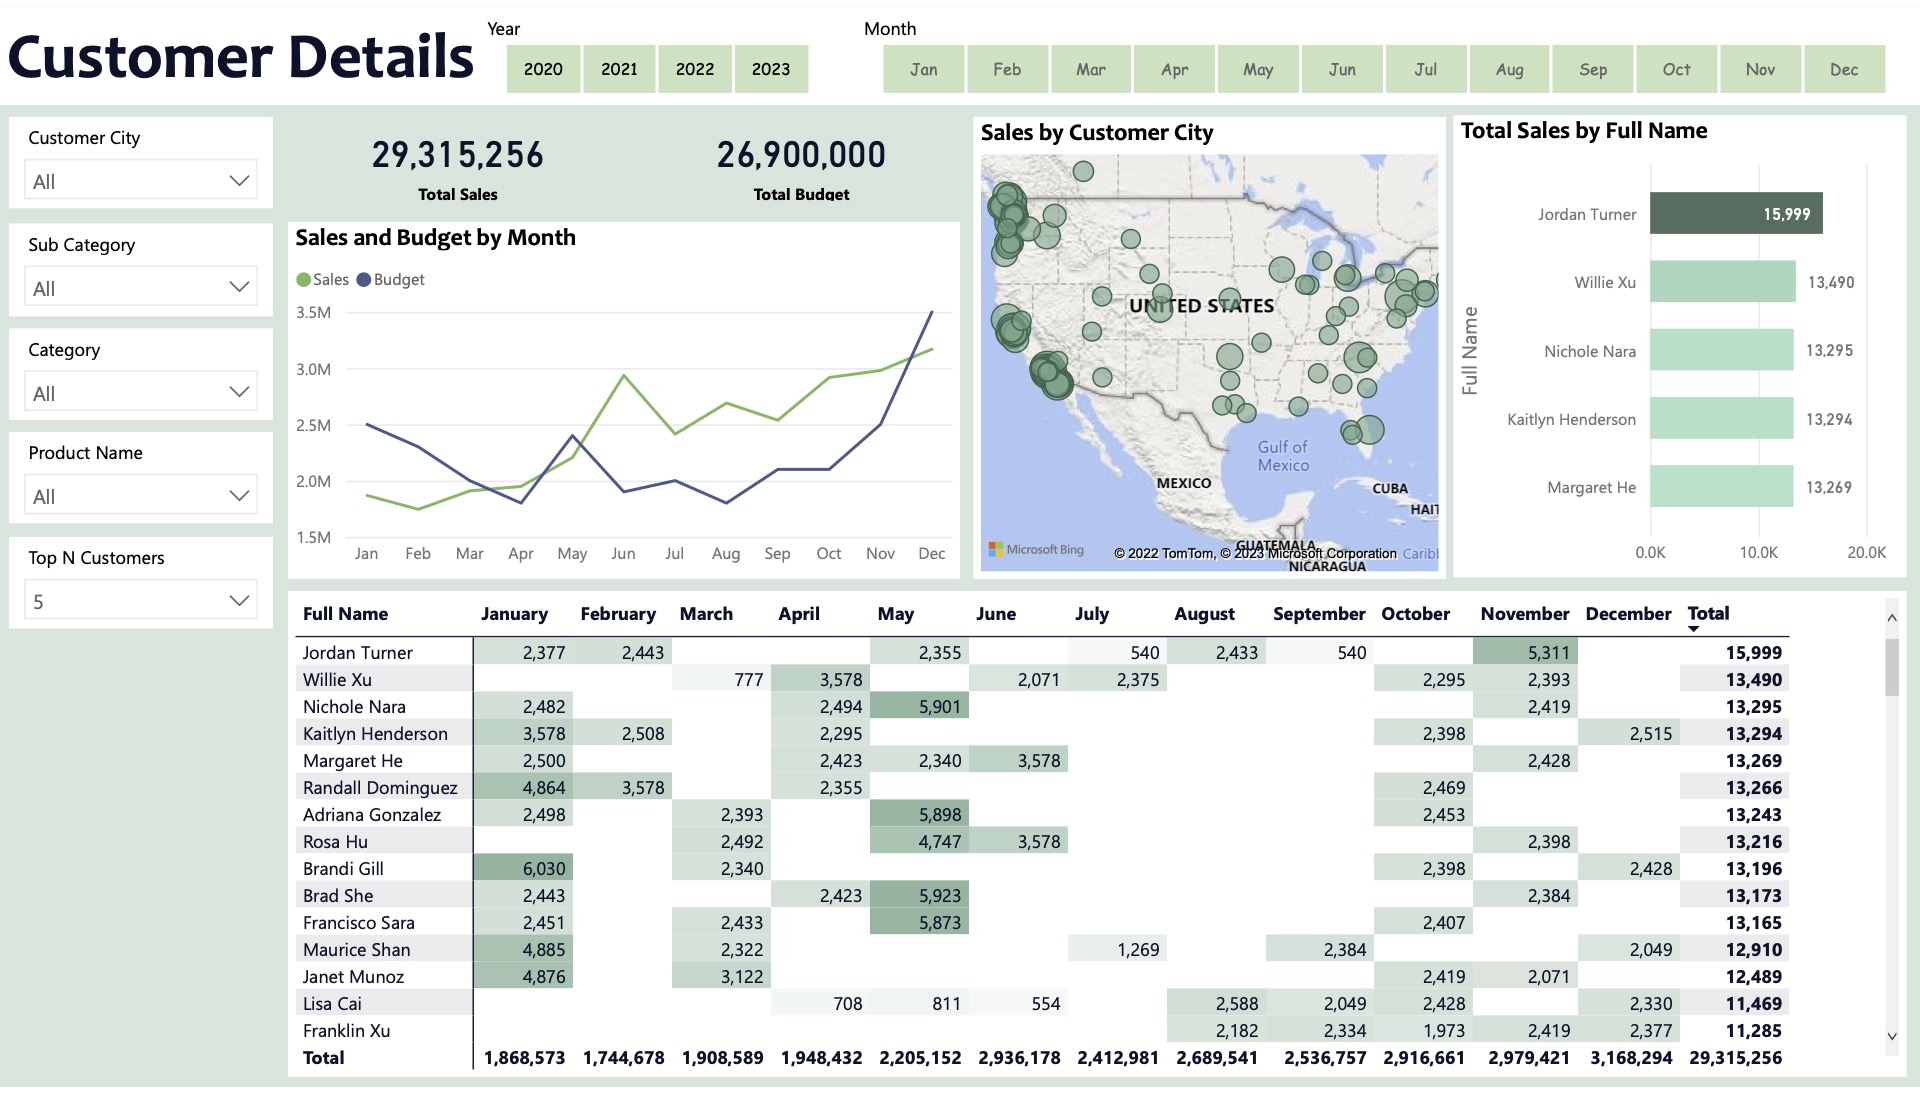 Customer Details
Year
2020 2021 2022 2023
Month
Jan Feb Mar Apr May Jun Jul Aug Sep Oct Nov Dec
Customer City
All
Sub Category
All
Category
All
Product Name
All
Top N Customers
5
29,315,256
Total Sales
26,900,000
Total Budget
Sales and Budget by Month
Sales Budget
3.5M
3.0M
2.5M
2.0M
1.5M
Jan Feb Mar Apr May Jun Jul Aug Sep Oct Nov Dec
Sales by Customer City
UNITED STATES
Gulf of
Mexico
MEXICO
CUBA
HAIT
GUATEMALA
Microsoft Bing
© 2022 TomTom, © 2023 Microsoft Corporation
Caribb
NICARAGUA
Total Sales by Full Name
Full Name
Jordan Turner 15,999
Willie Xu 13,490
Nichole Nara 13,295
Kaitlyn Henderson 13,294
Margaret He 13,269
0.0K 10.0K 20.0K
Full Name January February March April May June July August September October November December Total
Jordan Turner 2,377 2,443 2,355 540 2,433 540 5,311 15,999
Willie Xu 777 3,578 2,071 2,375 2,295 2,393 13,490
Nichole Nara 2,482 2,494 5,901 2,419 13,295
Kaitlyn Henderson 3,578 2,508 2,295 2,398 2,515 13,294
Margaret He 2,500 2,423 2,340 3,578 2,428 13,269
Randall Dominguez 4,864 3,578 2,355 2,469 13,266
Adriana Gonzalez 2,498 2,393 5,898 2,453 13,243
Rosa Hu 2,492 4,747 3,578 2,398 13,216
Brandi Gill 6,030 2,340 2,398 2,428 13,196
Brad She 2,443 2,423 5,923 2,384 13,173
Francisco Sara 2,451 2,433 5,873 2,407 13,165
Maurice Shan 4,885 2,322 1,269 2,384 2,049 12,910
Janet Munoz 4,876 3,122 2,419 2,071 12,489
Lisa Cai 708 811 554 2,588 2,049 2,428 2,330 11,469
Franklin Xu 2,182 2,334 1,973 2,419 2,377 11,285
Total 1,868,573 1,744,678 1,908,589 1,948,432 2,205,152 2,936,178 2,412,981 2,689,541 2,536,757 2,916,661 2,979,421 3,168,294 29,315,256